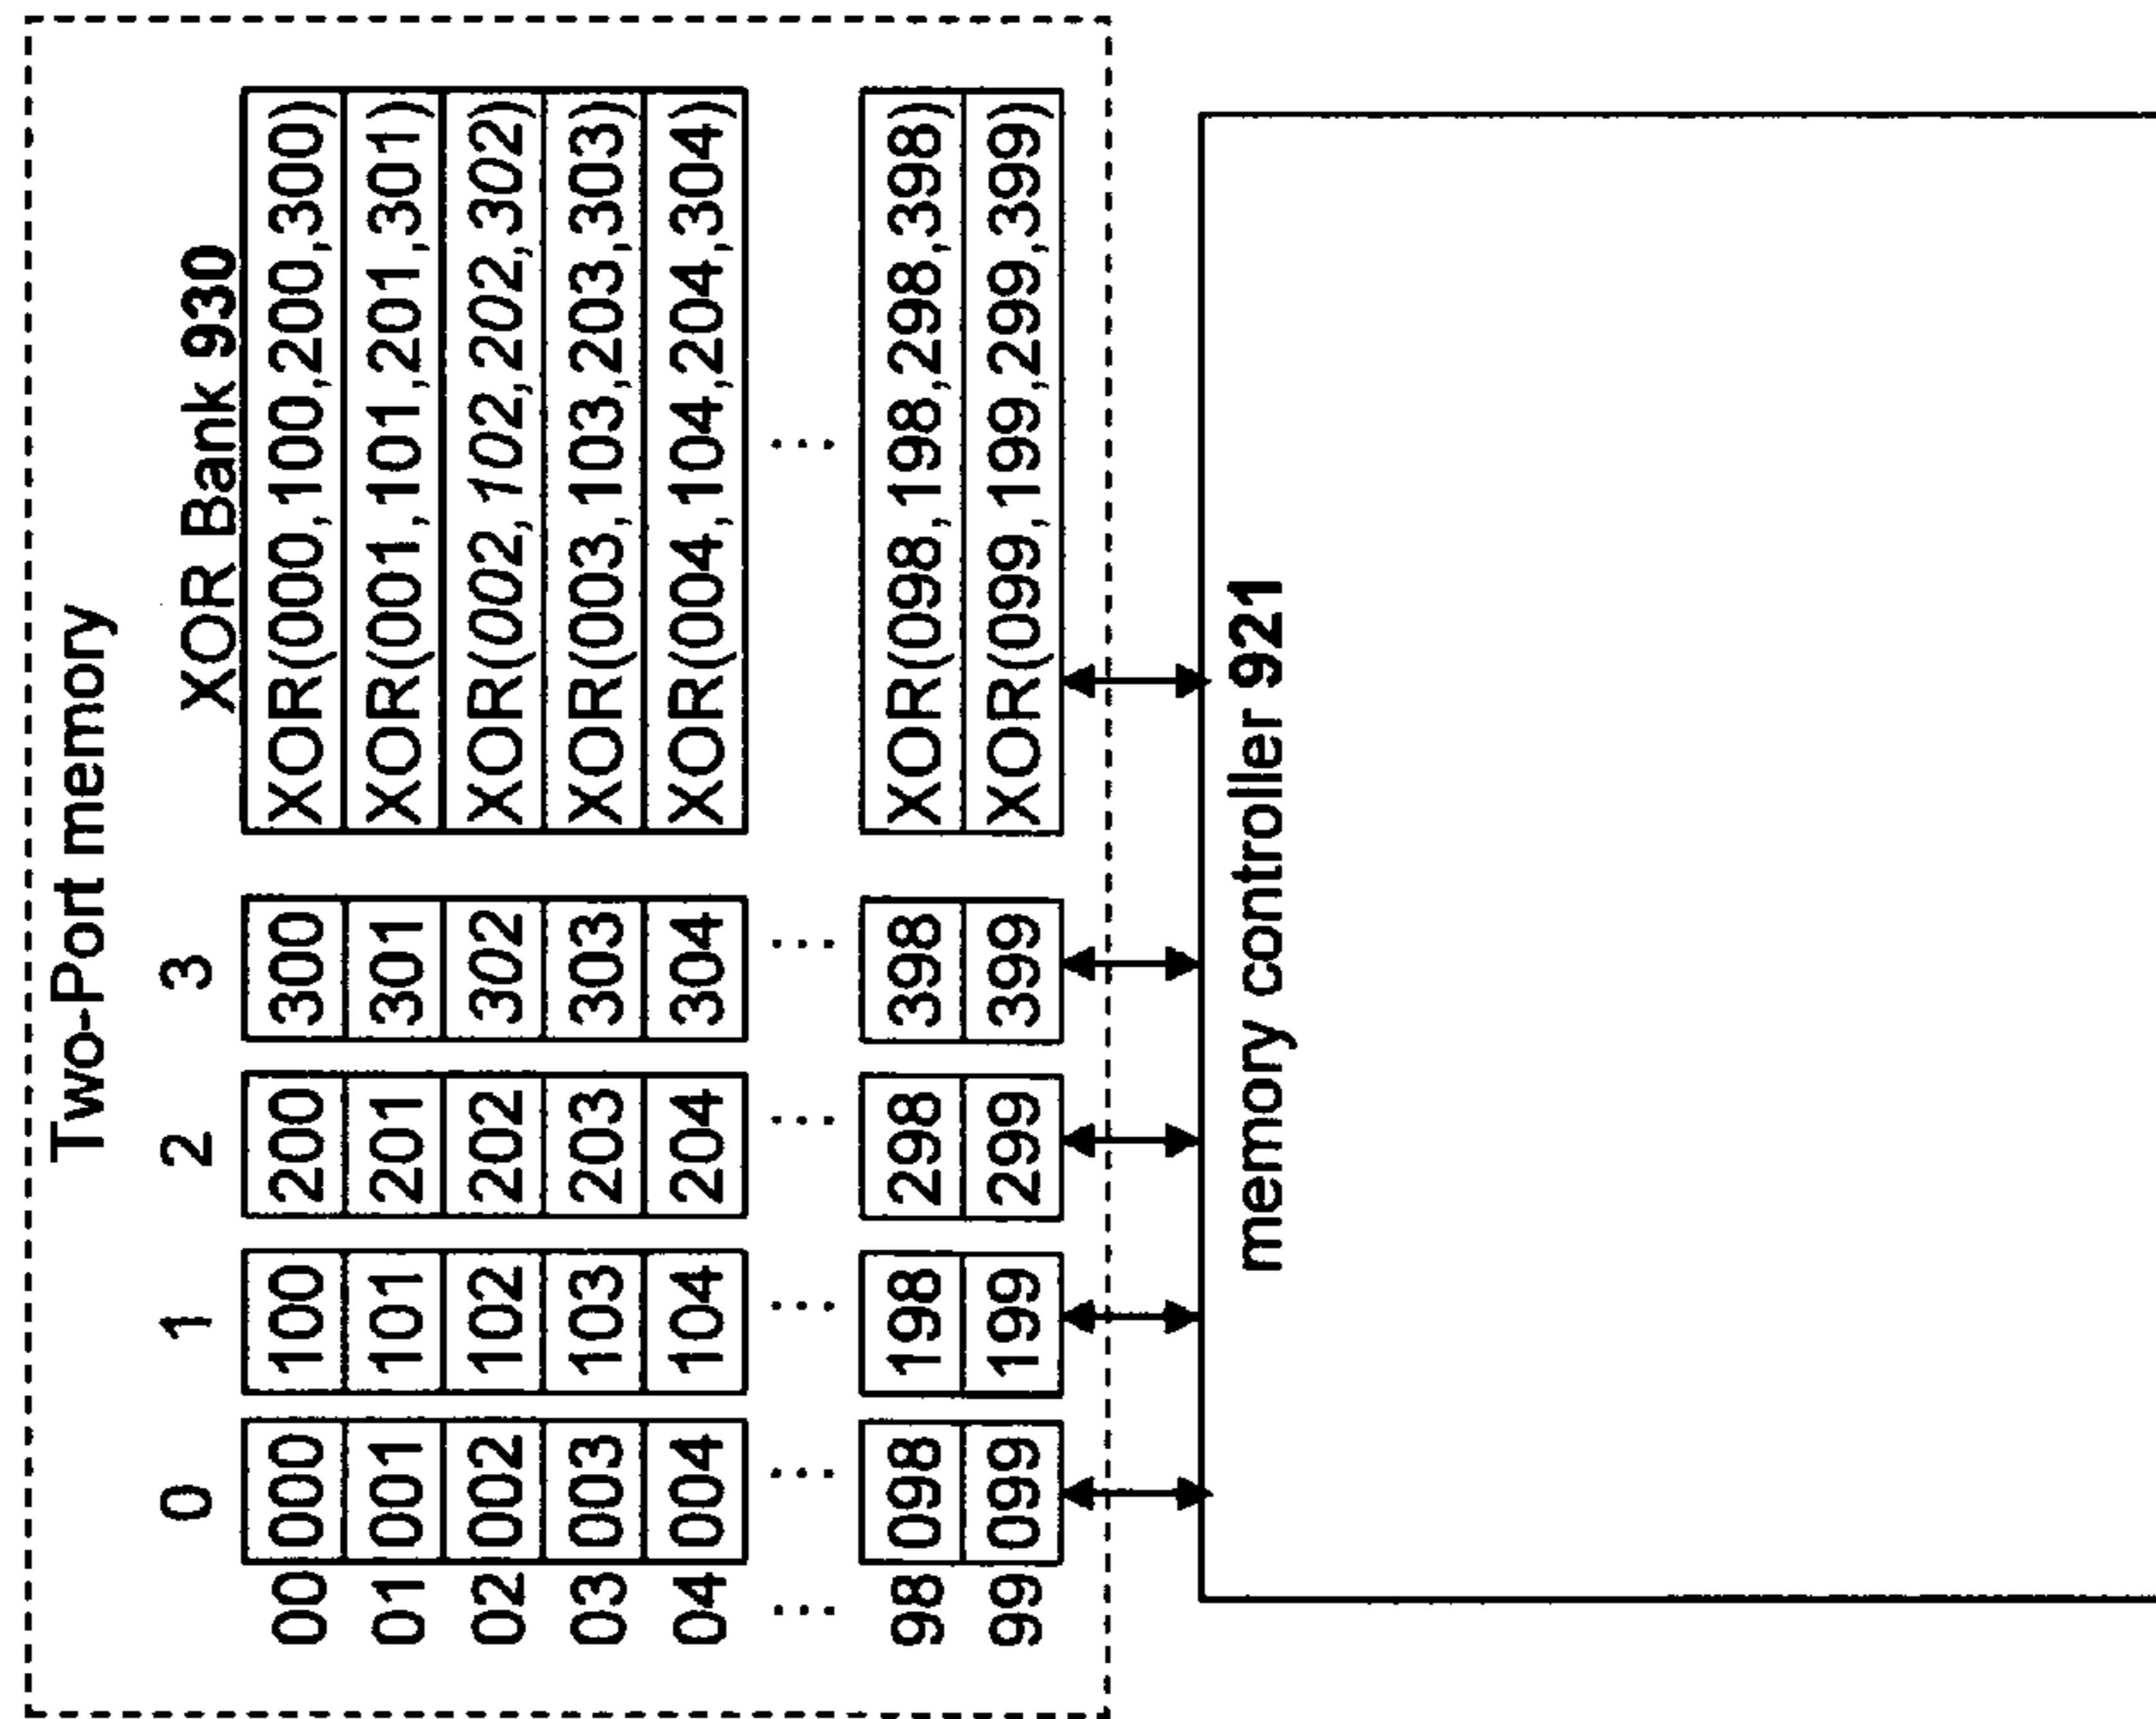 Two-Port memory
0 1 2 3 XOR Bank 930
00 000 100 200 300 XOR(000,100,200,300)
01 001 101 201 301 XOR(001,101,201,301)
02 002 102 202 302 XOR(002,102,202,302)
03 003 103 203 303 XOR(003,103,203,303)
04 004 104 204 304 XOR(004,104,204,304)
... ... ... ... ... ...
98 098 198 298 398 XOR(098,198,298,398)
99 099 199 299 399 XOR(099,199,299,399)
memory controller 921